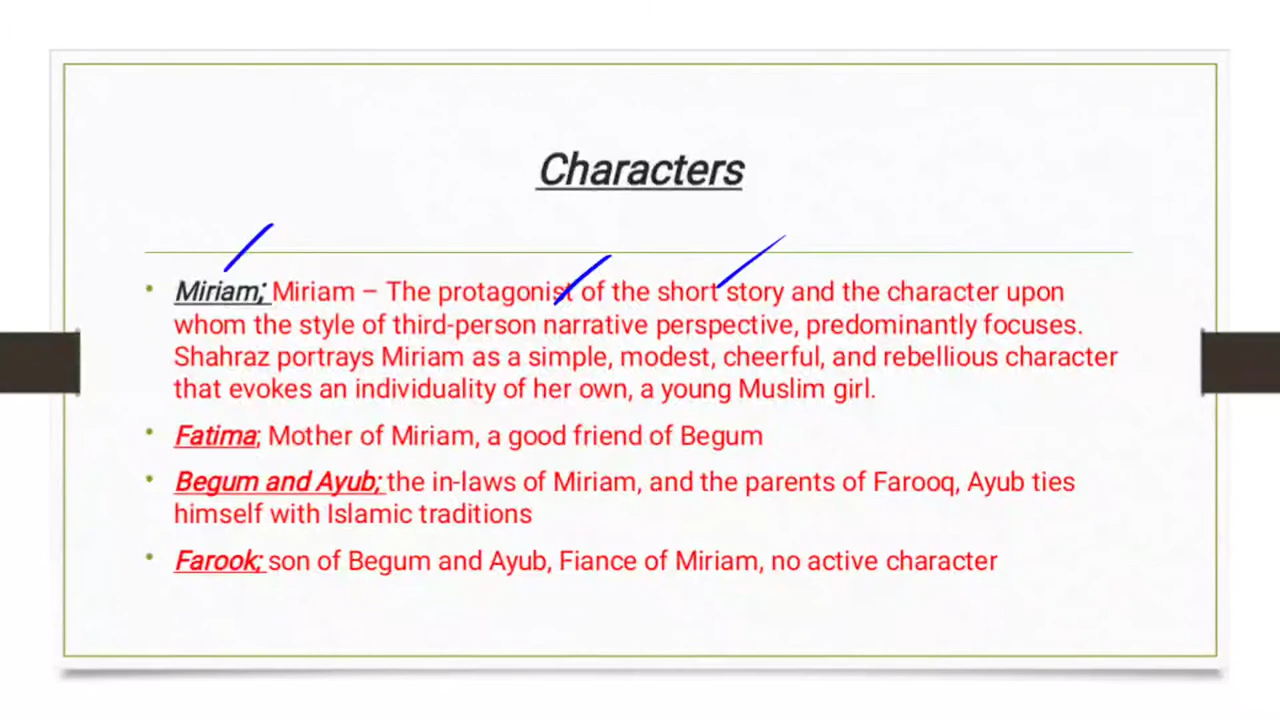 Characters
• Miriam; Miriam – The protagonist of the short story and the character upon
whom the style of third-person narrative perspective, predominantly focuses.
Shahraz portrays Miriam as a simple, modest, cheerful, and rebellious character
that evokes an individuality of her own, a young Muslim girl.
• Fatima; Mother of Miriam, a good friend of Begum
• Begum and Ayub; the in-laws of Miriam, and the parents of Farooq, Ayub ties
himself with Islamic traditions
• Farook; son of Begum and Ayub, Fiance of Miriam, no active character